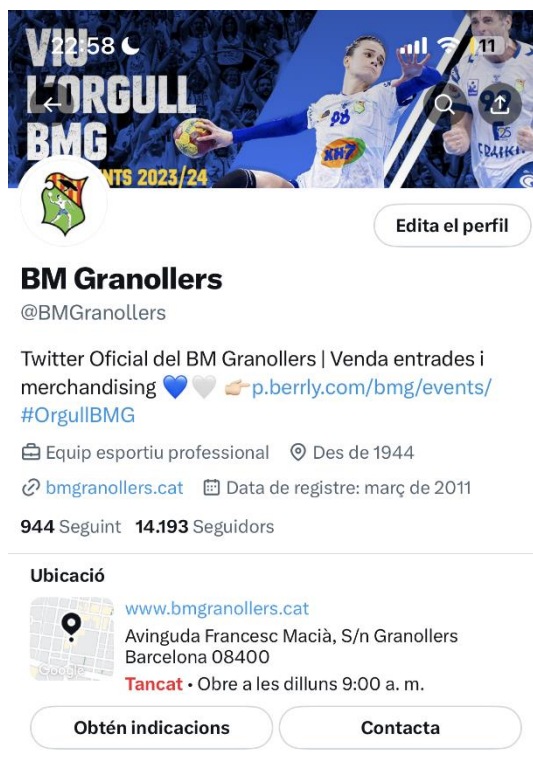 22:58
11
VIU
L'ORGULL
BMG
NTS 2023/24
98
XH7
Edita el perfil
BM Granollers
@BMGranollers
Twitter Oficial del BM Granollers | Venda entrades i
merchandising 💙🤍 👉🏻p.berrly.com/bmg/events/
#OrgullBMG
Equip esportiu professional Des de 1944
bmgranollers.cat Data de registre: març de 2011
944 Seguint 14.193 Seguidors
Ubicació
www.bmgranollers.cat
Avinguda Francesc Macià, S/n Granollers
Barcelona 08400
Tancat • Obre a les dilluns 9:00 a. m.
Google
Obtén indicacions Contacta